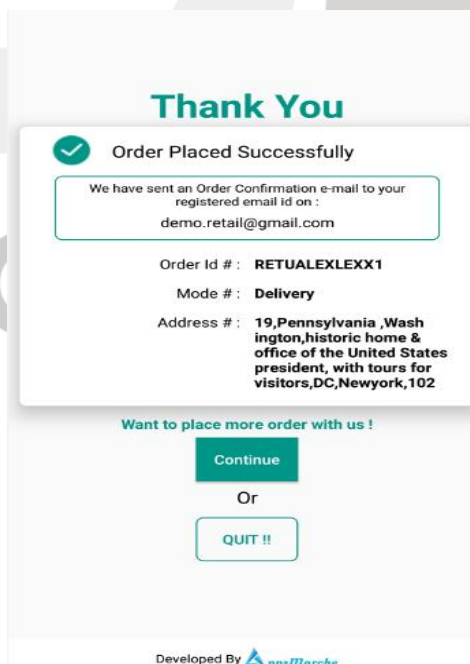 Thank You
Order Placed Successfully
We have sent an Order Confirmation e-mail to your
registered email id on :
demo.retail@gmail.com
Order Id # : RETUALEXLEXX1
Mode # : Delivery
Address # : 19,Pennsylvania ,Wash
ington,historic home &
office of the United States
president, with tours for
visitors,DC,Newyork,102
Want to place more order with us !
Continue
Or
QUIT !!
Developed By